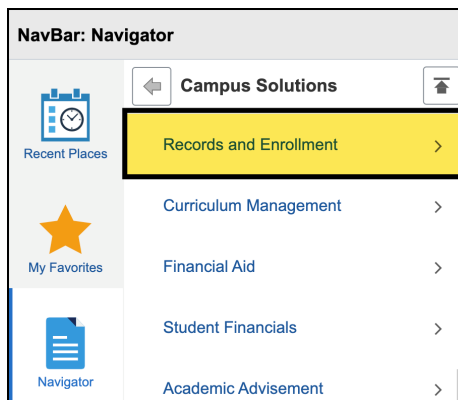 NavBar: Navigator
Recent Places
My Favorites
Navigator
Campus Solutions
Records and Enrollment
Curriculum Management
Financial Aid
Student Financials
Academic Advisement